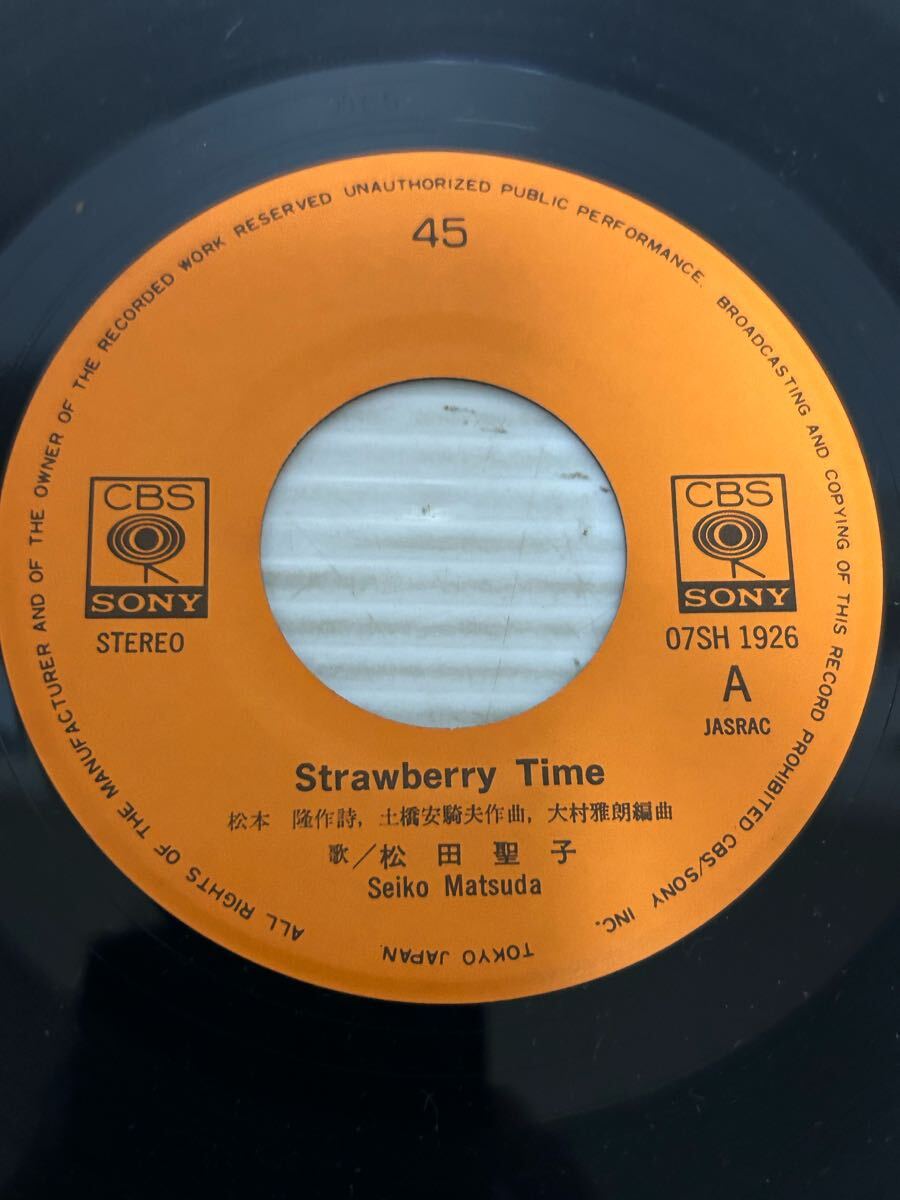 ALL RIGHTS OF THE MANUFACTURER AND OF THE OWNER OF THE RECORDED WORK RESERVED UNAUTHORIZED PUBLIC PERFORMANCE. BROADCASTING AND COPYING OF THIS RECORD PROHIBITED. CBS/SONY INC.
TOKYO JAPAN.
45
CBS
SONY
STEREO
CBS
SONY
07SH 1926
A
JASRAC
Strawberry Time
松本 隆作詩, 土橋安騎夫作曲, 大村雅朗編曲
歌/松田聖子
Seiko Matsuda